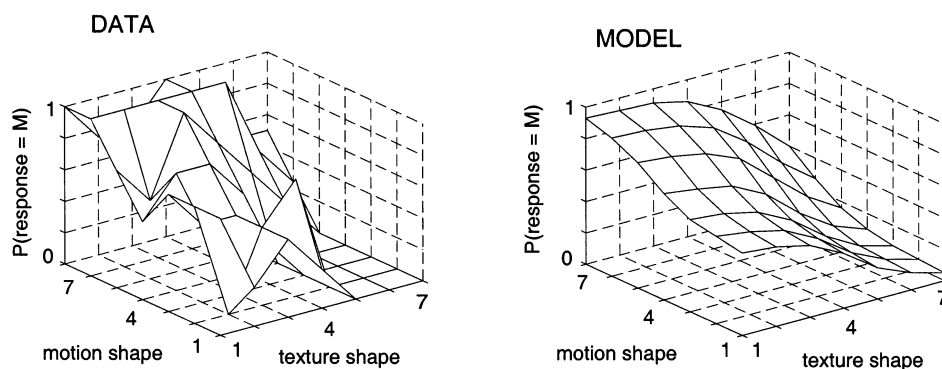 DATA
1
P(response = M)
0
7
4
1
motion shape
1
4
7
texture shape
MODEL
1
P(response = M)
0
7
4
1
motion shape
1
4
7
texture shape